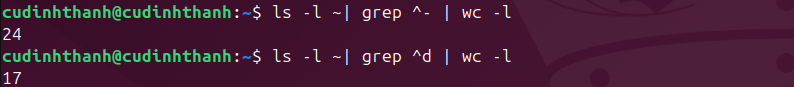 cudinhthanh@cudinhthanh:~$ ls -l ~| grep ^- | wc -l
24
cudinhthanh@cudinhthanh:~$ ls -l ~| grep ^d | wc -l
17